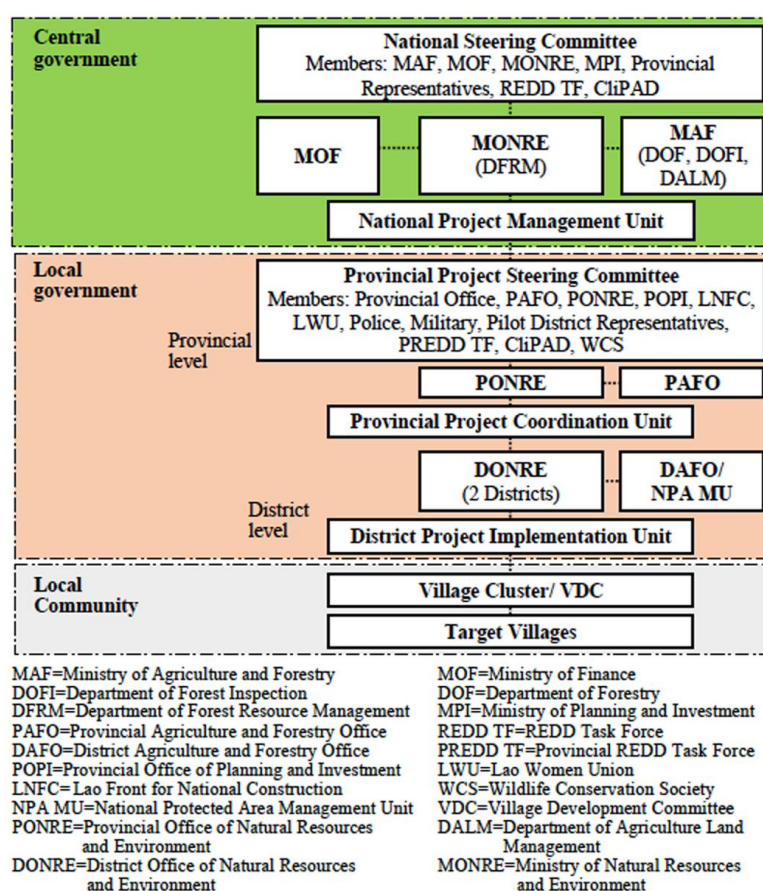 Central
government
National Steering Committee
Members: MAF, MOF, MONRE, MPI, Provincial
Representatives, REDD TF, CliPAD
MOF
MONRE
(DFRM)
MAF
(DOF, DOFI,
DALM)
National Project Management Unit
Local
government
Provincial Project Steering Committee
Members: Provincial Office, PAFO, PONRE, POPI, LNFC,
LWU, Police, Military, Pilot District Representatives,
PREDD TF, CliPAD, WCS
Provincial
level
PONRE
PAFO
Provincial Project Coordination Unit
DONRE
(2 Districts)
DAFO/
NPA MU
District
level
District Project Implementation Unit
Local
Community
Village Cluster/ VDC
Target Villages
MAF=Ministry of Agriculture and Forestry
DOFI=Department of Forest Inspection
DFRM=Department of Forest Resource Management
PAFO=Provincial Agriculture and Forestry Office
DAFO=District Agriculture and Forestry Office
POPI=Provincial Office of Planning and Investment
LNFC=Lao Front for National Construction
NPA MU=National Protected Area Management Unit
PONRE=Provincial Office of Natural Resources
and Environment
DONRE=District Office of Natural Resources
and Environment
MOF=Ministry of Finance
DOF=Department of Forestry
MPI=Ministry of Planning and Investment
REDD TF=REDD Task Force
PREDD TF=Provincial REDD Task Force
LWU=Lao Women Union
WCS=Wildlife Conservation Society
VDC=Village Development Committee
DALM=Department of Agriculture Land
Management
MONRE=Ministry of Natural Resources
and Environment